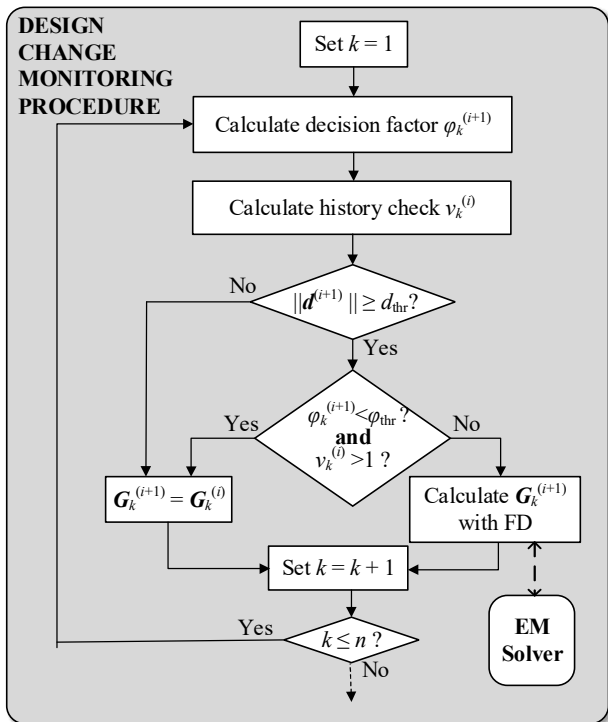 DESIGN
CHANGE
MONITORING
PROCEDURE
Set k = 1
Calculate decision factor φₖ⁽ⁱ⁺¹⁾
Calculate history check vₖ⁽ⁱ⁾
No
||d⁽ⁱ⁺¹⁾ || ≥ d_thr?
Yes
Yes
φₖ⁽ⁱ⁺¹⁾<φ_thr ?
and
vₖ⁽ⁱ⁾ >1 ?
No
Gₖ⁽ⁱ⁺¹⁾ = Gₖ⁽ⁱ⁾
Calculate Gₖ⁽ⁱ⁺¹⁾
with FD
Set k = k + 1
Yes
k ≤ n ?
No
EM
Solver